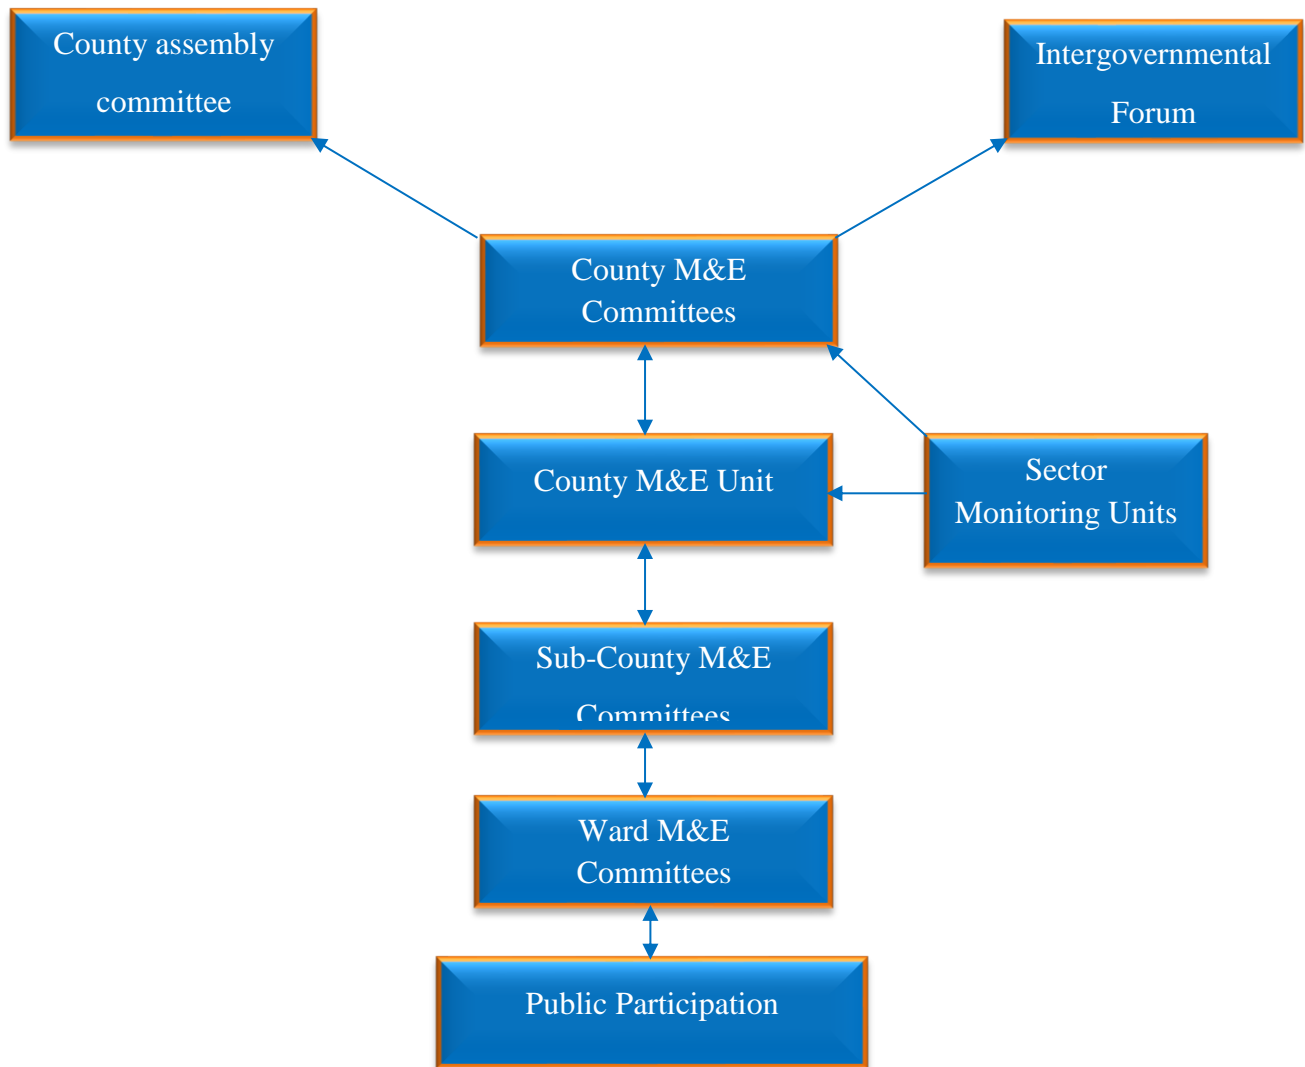 County assembly
committee
Intergovernmental
Forum
County M&E
Committees
County M&E Unit
Sector
Monitoring Units
Sub-County M&E
Committees
Ward M&E
Committees
Public Participation